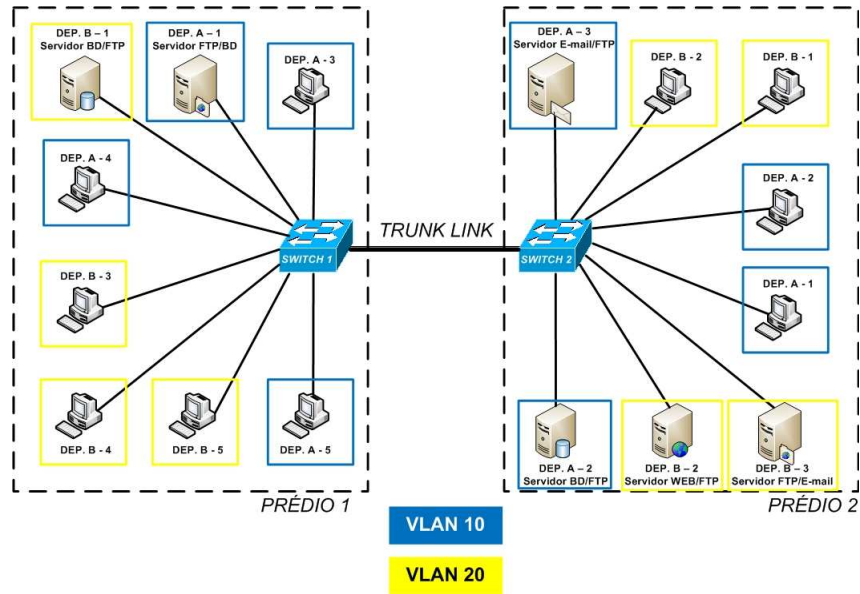 DEP. B – 1
Servidor BD/FTP
DEP. A – 1
Servidor FTP/BD
DEP. A - 3
DEP. A - 4
DEP. B - 3
DEP. B - 4
DEP. B - 5
DEP. A - 5
SWITCH 1
PRÉDIO 1
TRUNK LINK
DEP. A – 3
Servidor E-mail/FTP
DEP. B - 2
DEP. B - 1
DEP. A - 2
DEP. A - 1
SWITCH 2
DEP. A – 2
Servidor BD/FTP
DEP. B – 2
Servidor WEB/FTP
DEP. B – 3
Servidor FTP/E-mail
PRÉDIO 2
VLAN 10
VLAN 20